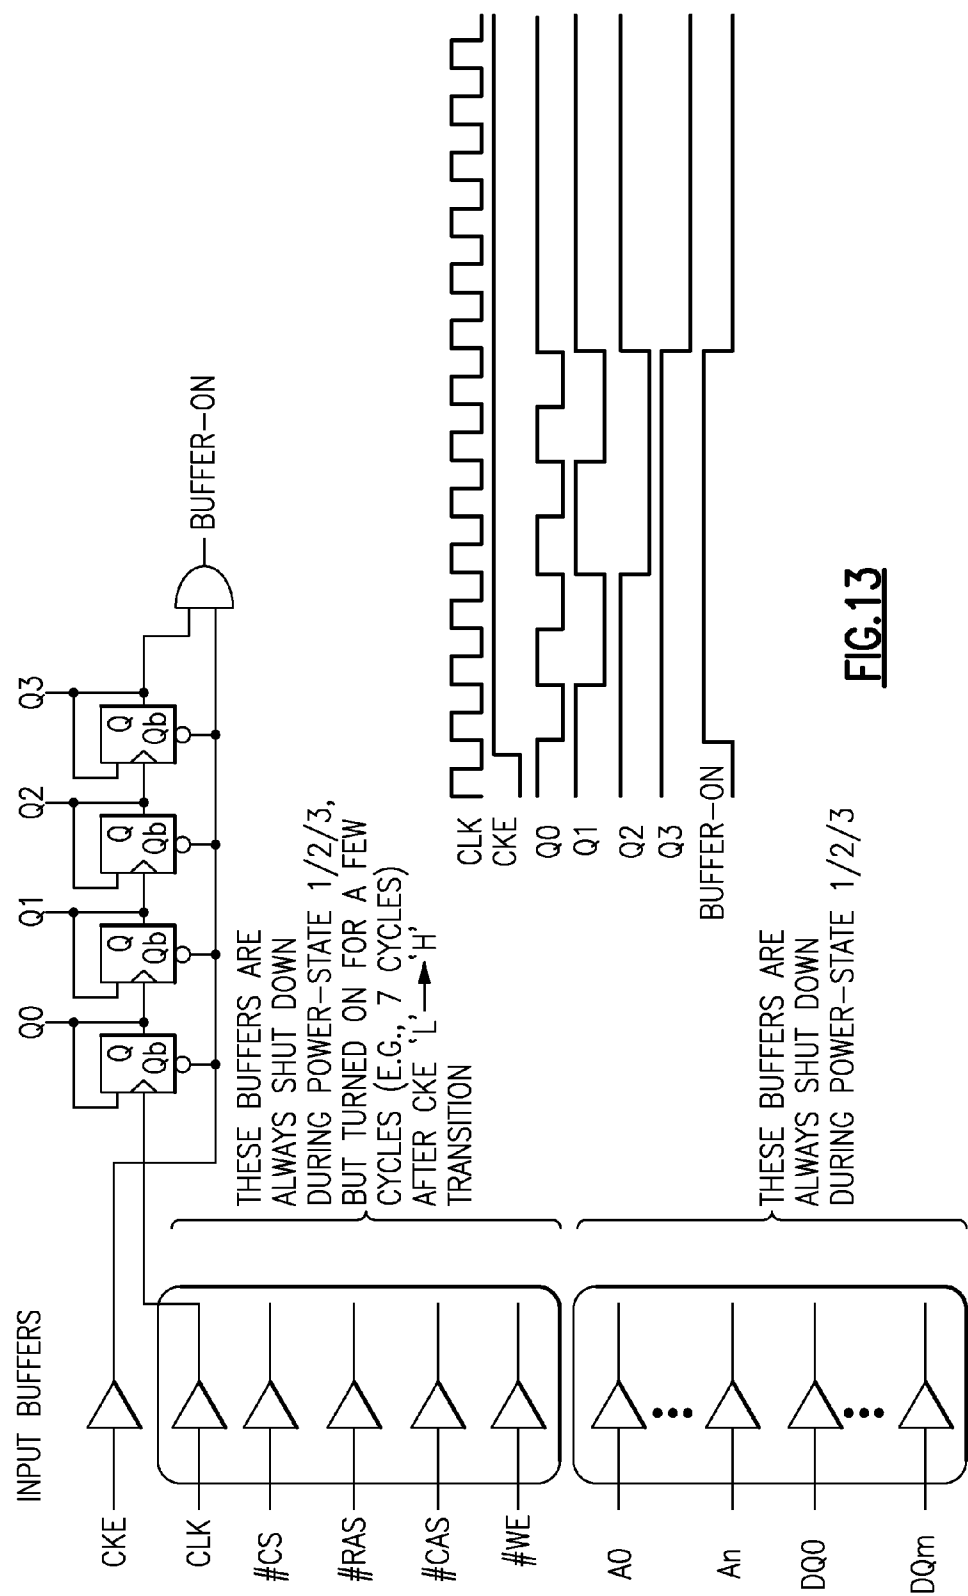 INPUT BUFFERS
CKE
CLK
#CS
#RAS
#CAS
#WE
A0
An
DQ0
DQm
THESE BUFFERS ARE
ALWAYS SHUT DOWN
DURING POWER-STATE 1/2/3,
BUT TURNED ON FOR A FEW
CYCLES (E.G., 7 CYCLES)
AFTER CKE 'L' → 'H'
TRANSITION
THESE BUFFERS ARE
ALWAYS SHUT DOWN
DURING POWER-STATE 1/2/3
Q0
Q1
Q2
Q3
Q
Qb
Q
Qb
Q
Qb
Q
Qb
BUFFER-ON
CLK
CKE
Q0
Q1
Q2
Q3
BUFFER-ON
FIG.13